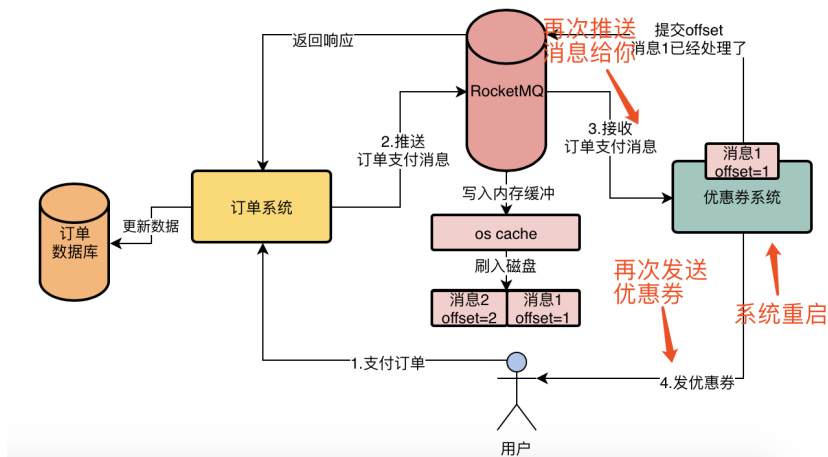 再次推送
消息给你
提交offset
消息1已经处理了
返回响应
RocketMQ
2.推送
订单支付消息
3.接收
订单支付消息
消息1
offset=1
优惠券系统
订单系统
订单
数据库
更新数据
写入内存缓冲
os cache
刷入磁盘
消息2
offset=2
消息1
offset=1
再次发送
优惠券
系统重启
1.支付订单
4.发优惠券
用户